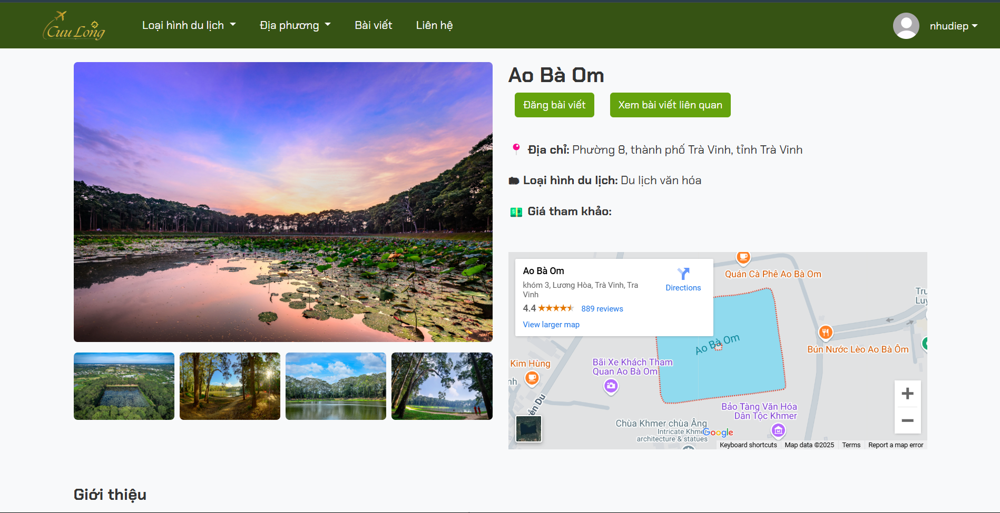 Cuu Long
Loại hình du lịch
Địa phương
Bài viết
Liên hệ
nhudiep
Ao Bà Om
Đăng bài viết
Xem bài viết liên quan
Địa chỉ: Phường 8, thành phố Trà Vinh, tỉnh Trà Vinh
Loại hình du lịch: Du lịch văn hóa
Giá tham khảo:
Ao Bà Om
khóm 3, Lương Hòa, Trà Vinh, Tra
Vinh
4.4
889 reviews
View larger map
Directions
Quán Cà Phê Ao Bà Om
Tru
Luy
Ao Bà Om
Bún Nước Lèo Ao Bà Ôm
Kim Hùng
nh
Bãi Xe Khách Tham
Quan Ao Bà Om
ễn Du
Bảo Tàng Văn Hóa
Dân Tộc Khmer
Chùa Khmer chùa Âng
Intricate Khme
architecture & statues
Google
Keyboard shortcuts
Map data ©2025
Terms
Report a map error
Giới thiệu